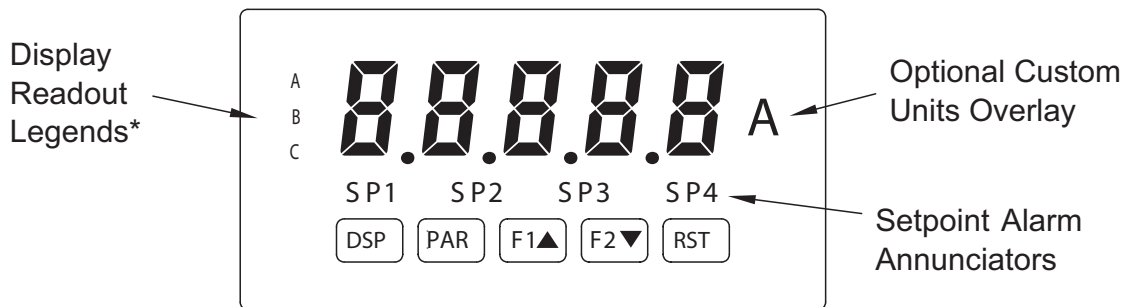 Display
Readout
Legends*
A
B
C
8.8.8.8.8
A
Optional Custom
Units Overlay
SP1 SP2 SP3 SP4
DSP PAR F1▲ F2▼ RST
Setpoint Alarm
Annunciators